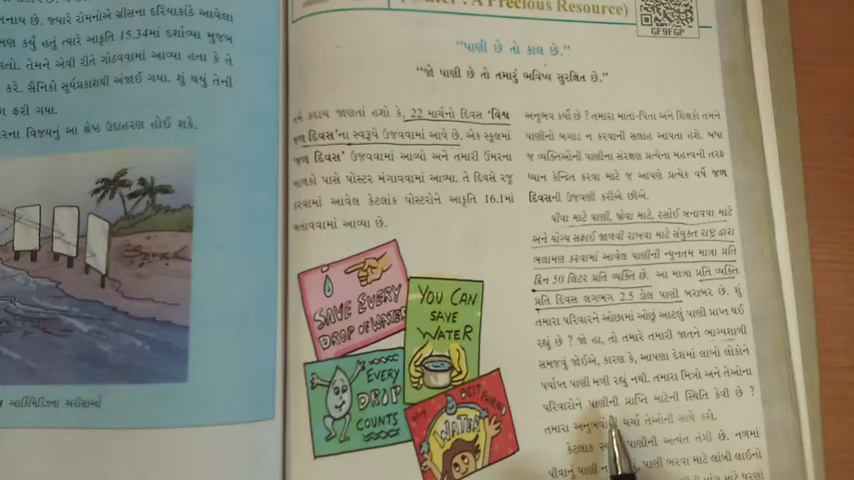 નાય છે. જ્યારે રોમનોએ ગ્રીસના દરિયાકાંઠે આવેલા
કર્યું હતું ત્યારે આકૃતિ 15.34માં દર્શાવ્યા મુજબ
કતો. તેમને એવી રીતે ગોઠવવામાં આવ્યા હતા કે તે
કરે. સૈનિકો સૂર્યપ્રકાશથી અંજાઈ ગયા. શું થયું તેની
ફરી ગયા.
રના વિજયનું આ શ્રેષ્ઠ ઉદાહરણ હોઈ શકે.
આર્કિમિડિઝના અરીસાઓ
: A Precious Resource)
GF9FGP
"પાણી છે તો કાલ છે."
"જો પાણી છે તો તમારું ભવિષ્ય સુરક્ષિત છે."
કદાચ જાણતાં હશો કે, 22 માર્ચનો દિવસ 'વિશ્વ
જળ દિવસ'ના સ્વરૂપે ઉજવવામાં આવે છે. એક સ્કૂલમાં
'જળ દિવસ' ઉજવવામાં આવ્યો અને તમારી ઉંમરના
બાળકો પાસે પોસ્ટર મંગાવવામાં આવ્યા. તે દિવસે રજૂ
કરવામાં આવેલ કેટલાંક પોસ્ટરોને આકૃતિ 16.1માં
બતાવવામાં આવ્યા છે.
SAVE EVERY
DROP OF WATER
YOU CAN
SAVE
WATER
EVERY
DROP
COUNTS
MY BEST FRIEND
WATER
અનુભવ કર્યો છે ? તમારા માતા-પિતા અને શિક્ષકો તમને
પાણીનો બગાડ ન કરવાની સલાહ આપતા હશે. બધા
જ વ્યક્તિઓની પાણીના સંરક્ષણ પ્રત્યેના મહત્ત્વની તરફ
ધ્યાન કેન્દ્રિત કરવા માટે જ આપણે પ્રત્યેક વર્ષે જળ
દિવસની ઉજવણી કરીએ છીએ.
પીવા માટે પાણી, ધોવા માટે, રસોઈ બનાવવા માટે
અને યોગ્ય સફાઈ જાળવી રાખવા માટે સંયુક્ત રાષ્ટ્ર દ્વારા
ભલામણ કરવામાં આવેલ પાણીની ન્યૂનતમ માત્રા પ્રતિ
દિન 50 લિટર પ્રતિ વ્યક્તિ છે. આ માત્રા પ્રતિ વ્યક્તિ
પ્રતિ દિવસ લગભગ 2.5 ડોલ પાણી બરાબર છે. શું
તમારા પરિવારને ઓછામાં ઓછું આટલું પાણી પ્રાપ્ત થઈ
રહ્યું છે ? જો હા, તો તમારે તમારી જાતને ભાગ્યશાળી
સમજવું જોઈએ, કારણ કે, આપણા દેશમાં લાખો લોકોને
પર્યાપ્ત પાણી મળી રહ્યું નથી. તમારા મિત્રો અને તેઓના
પરિવારોને પાણીની પ્રાપ્તિ માટેની સ્થિતિ કેવી છે ?
તમારા ચર્ચા તેઓની સાથે કરો.
કેટલાક પાણીની અત્યંત તંગી છે. નળમાં
પીવાનું પાણી પાણી ભરવા માટે લાંબી લાઈનો
માટે ધરણાં